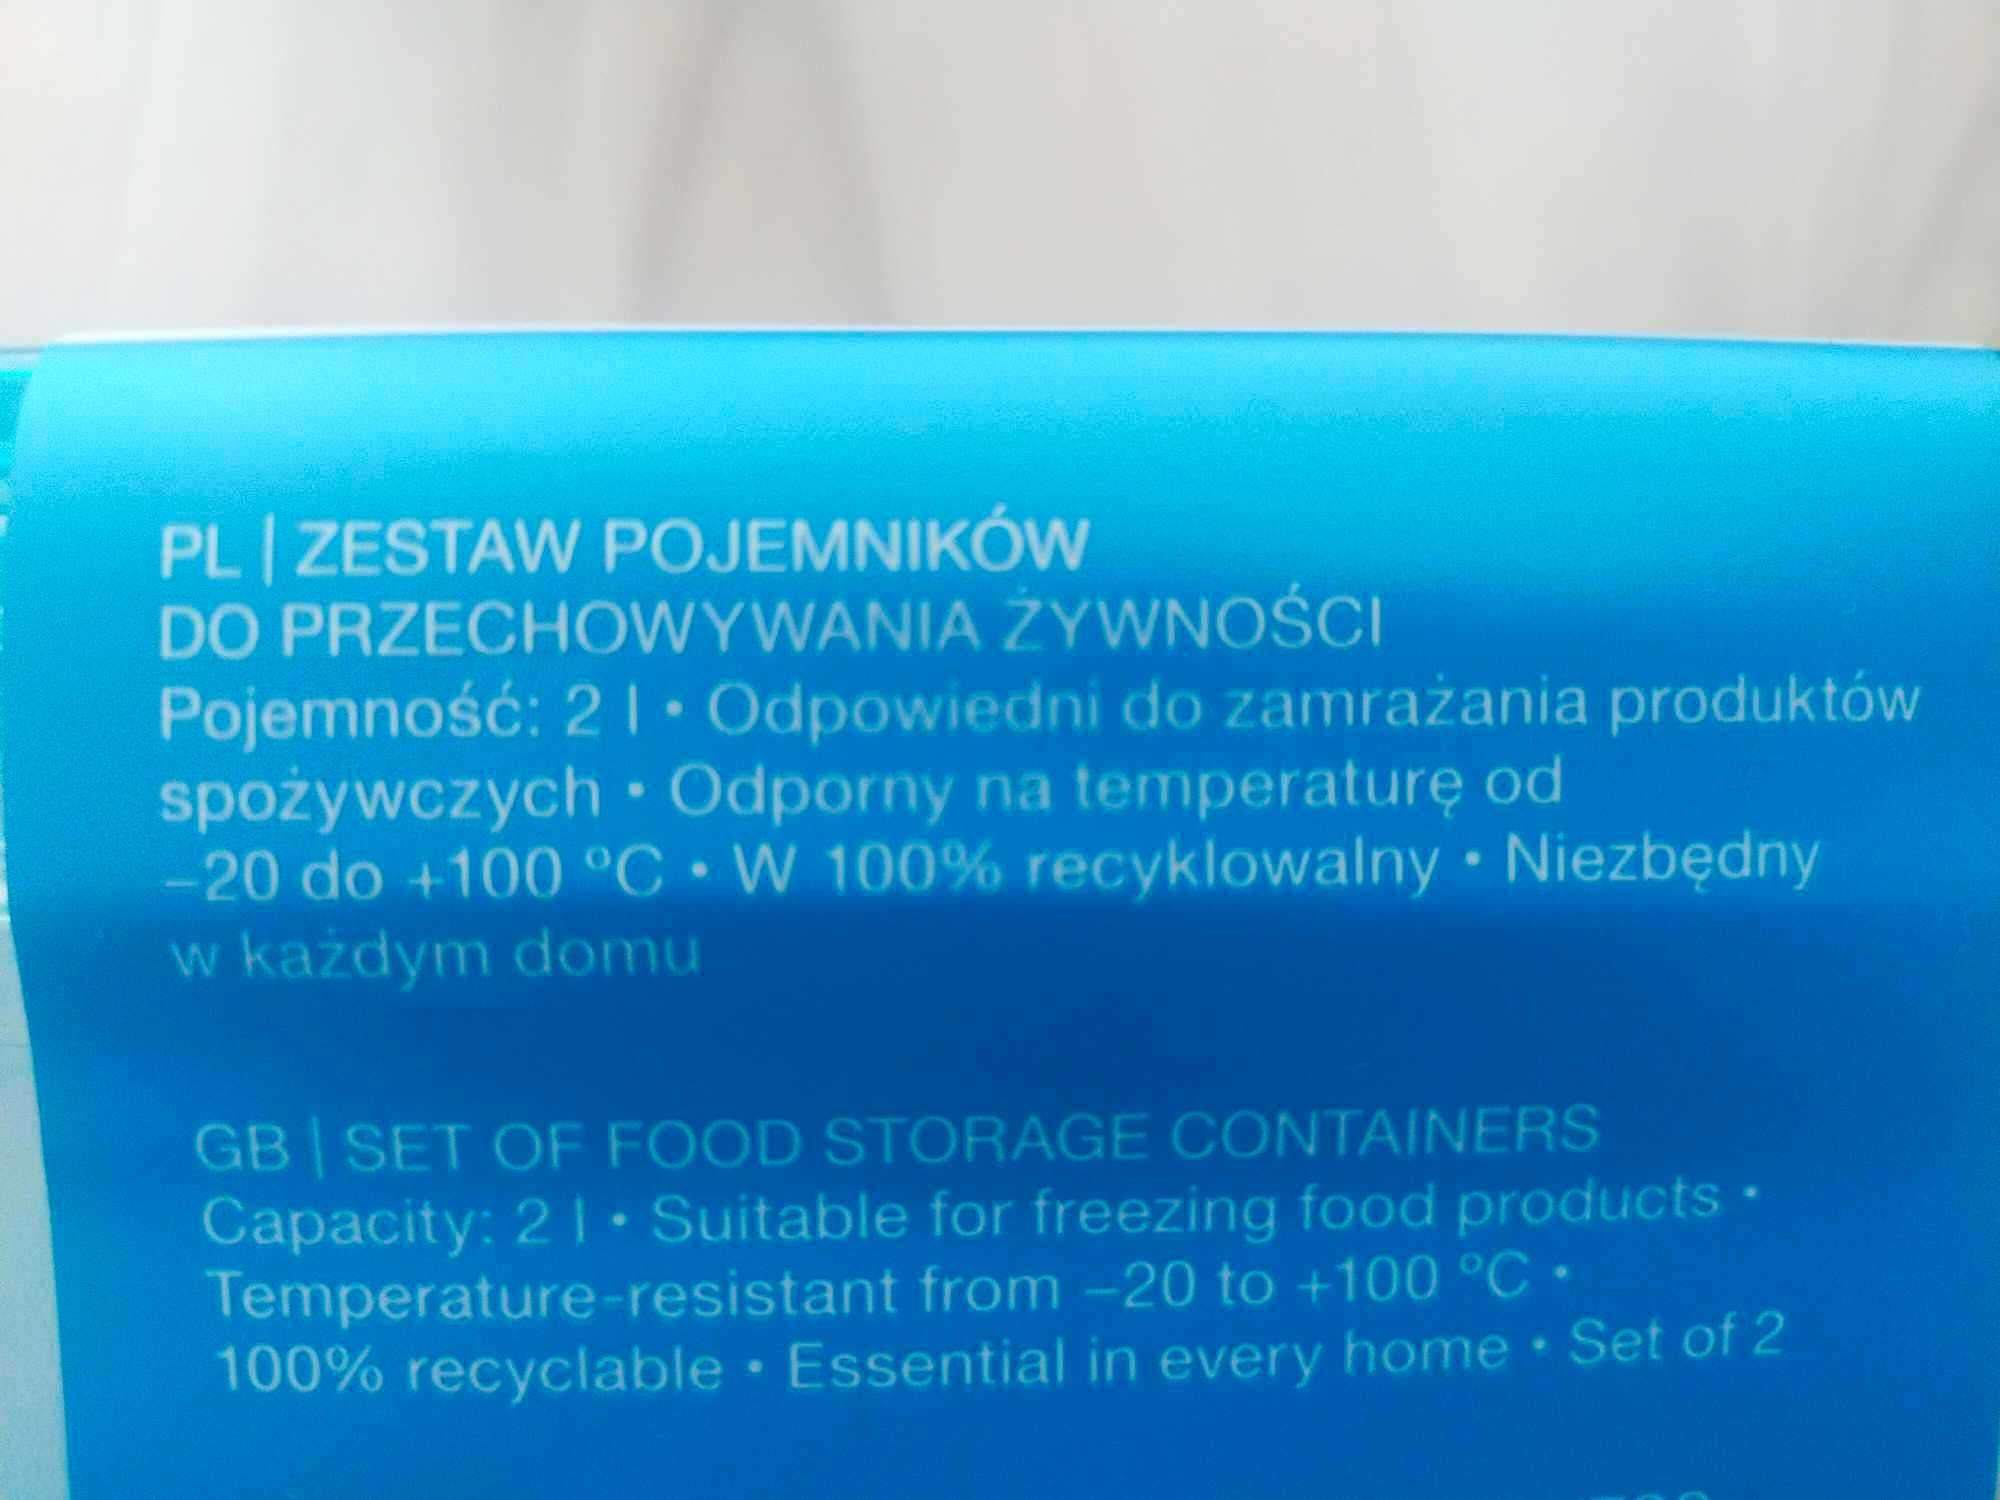 PL | ZESTAW POJEMNIKÓW
DO PRZECHOWYWANIA ŻYWNOŚCI
Pojemność: 2 l • Odpowiedni do zamrażania produktów
spożywczych • Odporny na temperaturę od
–20 do +100 ºC • W 100% recyklowalny • Niezbędny
w każdym domu
GB | SET OF FOOD STORAGE CONTAINERS
Capacity: 2 l • Suitable for freezing food products •
Temperature-resistant from –20 to +100 ºC •
100% recyclable • Essential in every home • Set of 2